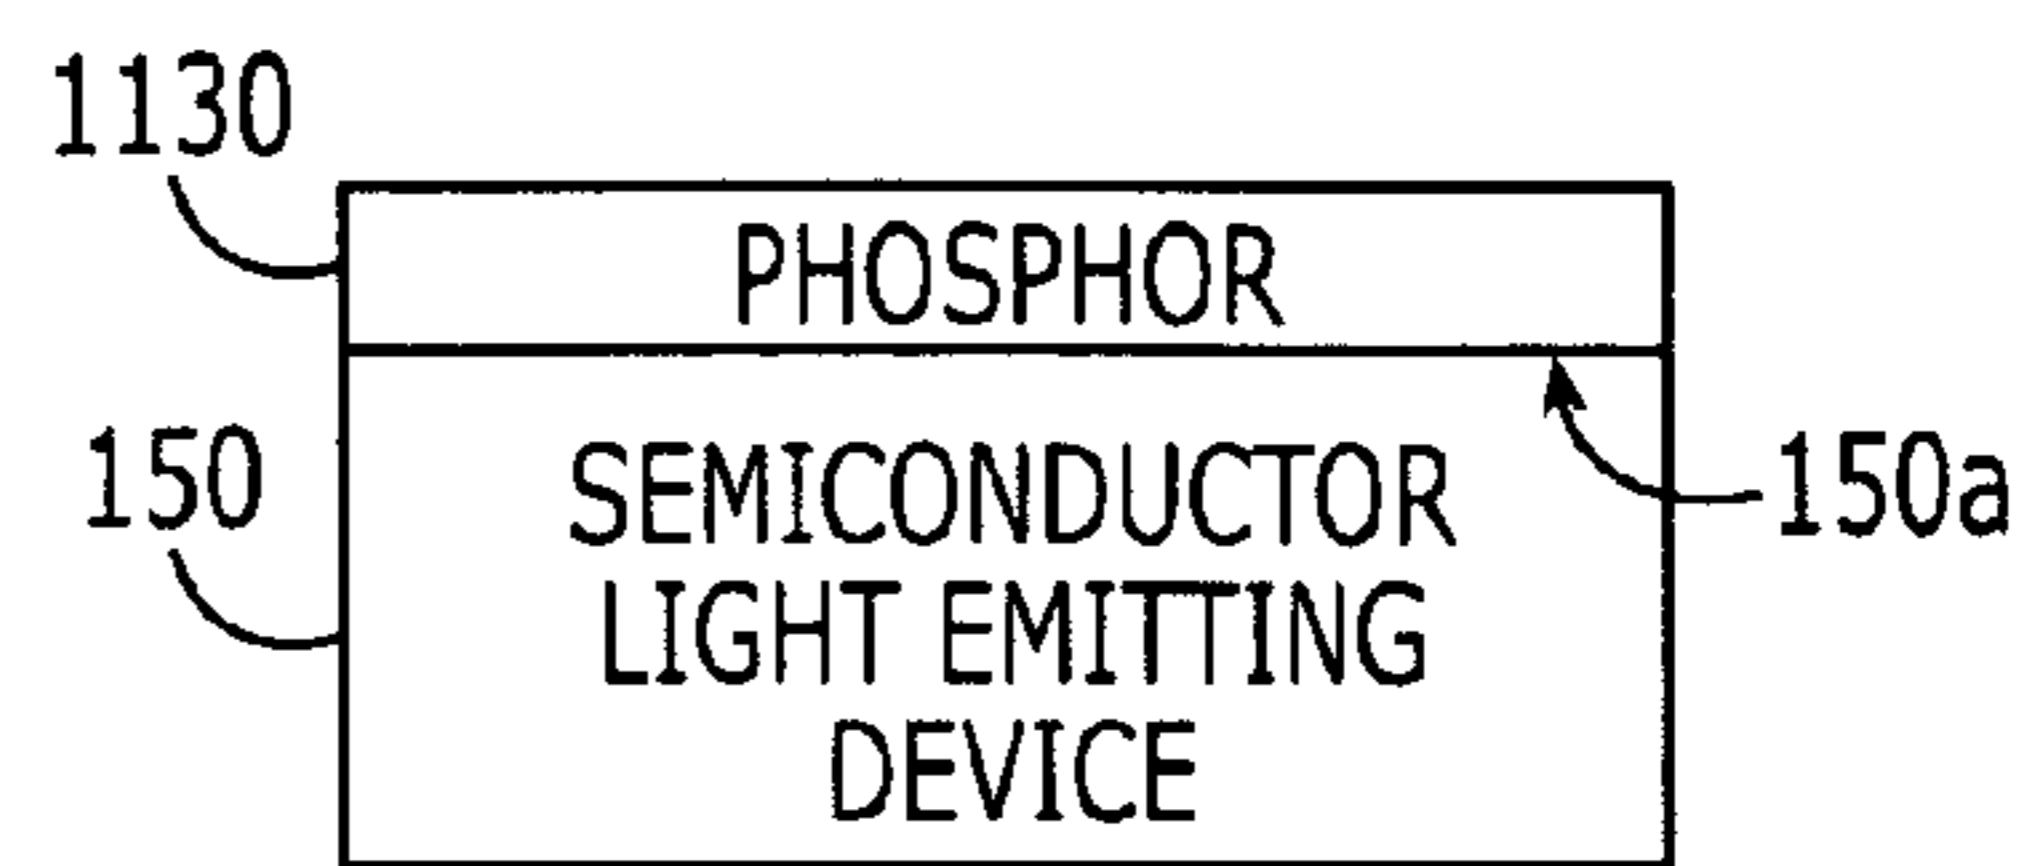 1130
PHOSPHOR
150
150a
SEMICONDUCTOR
LIGHT EMITTING
DEVICE